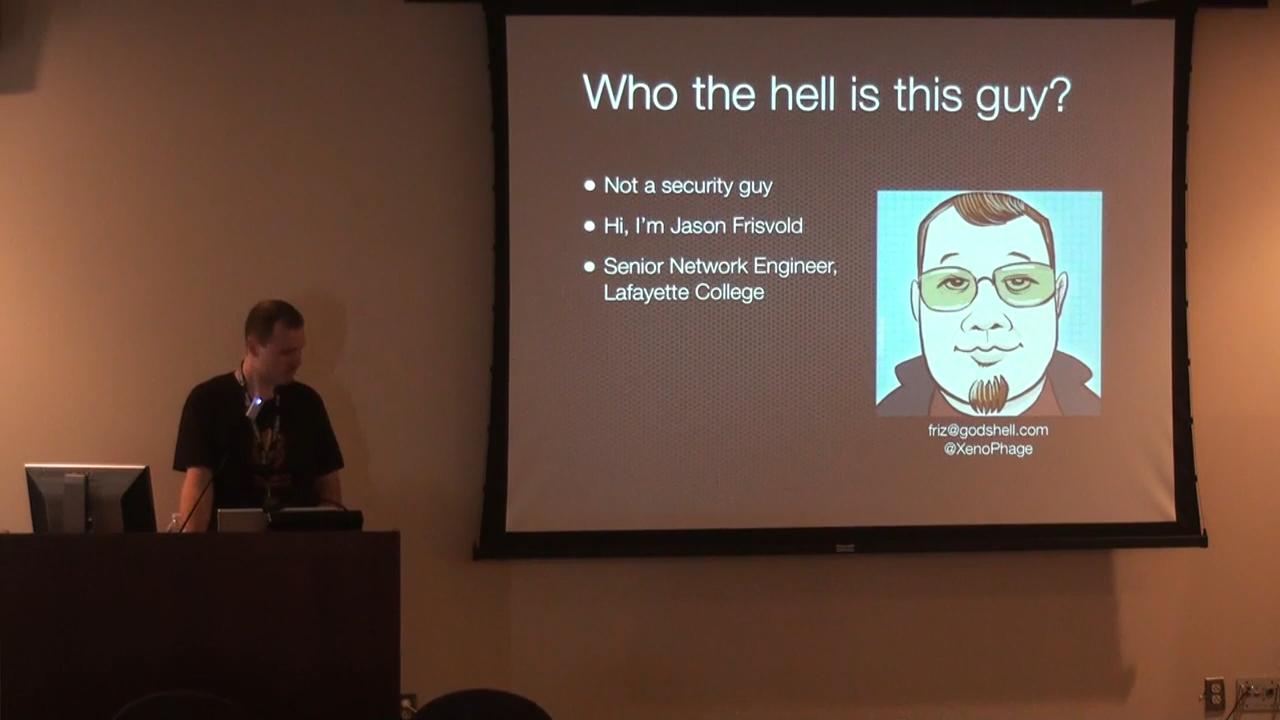 Who the hell is this guy?
● Not a security guy
● Hi, I'm Jason Frisvold
● Senior Network Engineer,
Lafayette College
friz@godshell.com
@XenoPhage